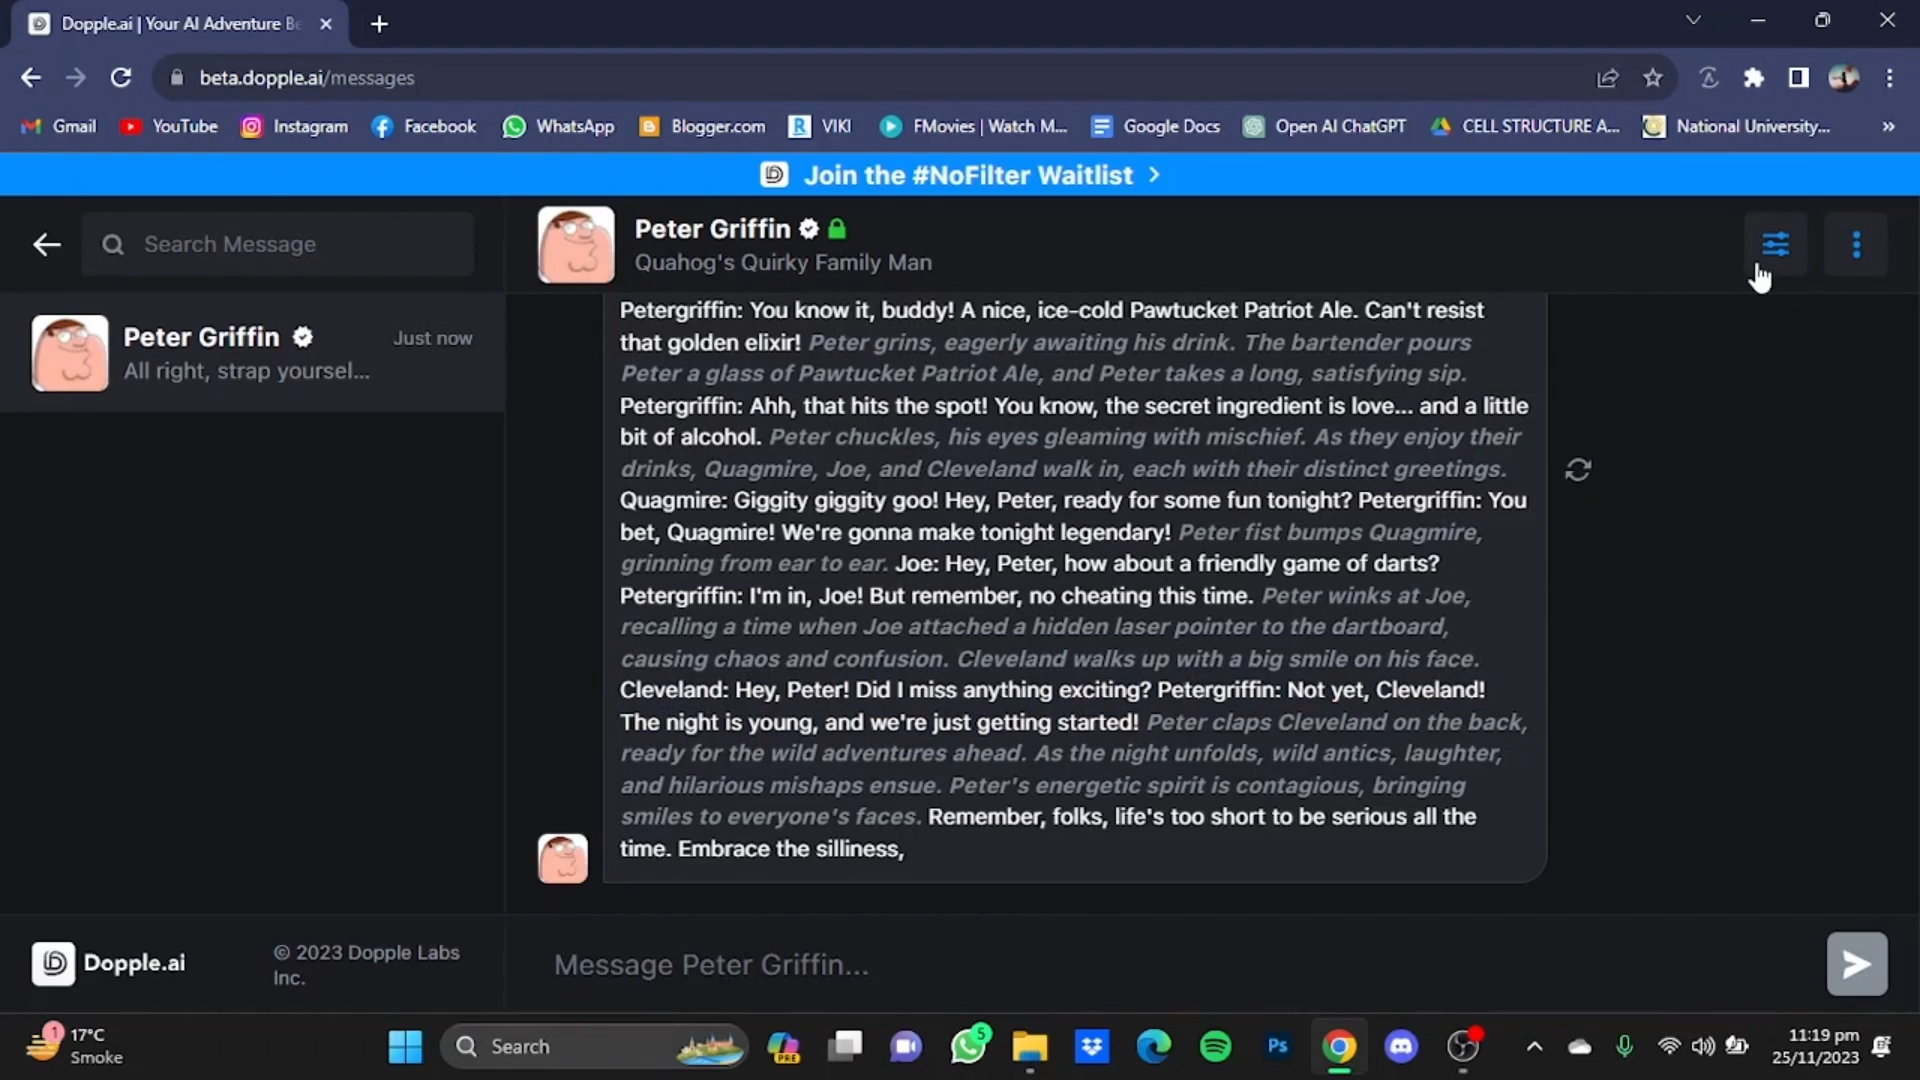 Dopple.ai | Your AI Adventure Be
beta.dopple.ai/messages
Gmail YouTube Instagram Facebook WhatsApp Blogger.com VIKI FMovies | Watch M... Google Docs Open AI ChatGPT CELL STRUCTURE A... National University...
Join the #NoFilter Waitlist
Search Message
Peter Griffin
Quahog's Quirky Family Man
Peter Griffin Just now
All right, strap yoursel...
Petergriffin: You know it, buddy! A nice, ice-cold Pawtucket Patriot Ale. Can't resist
that golden elixir! Peter grins, eagerly awaiting his drink. The bartender pours
Peter a glass of Pawtucket Patriot Ale, and Peter takes a long, satisfying sip.
Petergriffin: Ahh, that hits the spot! You know, the secret ingredient is love... and a little
bit of alcohol. Peter chuckles, his eyes gleaming with mischief. As they enjoy their
drinks, Quagmire, Joe, and Cleveland walk in, each with their distinct greetings.
Quagmire: Giggity giggity goo! Hey, Peter, ready for some fun tonight? Petergriffin: You
bet, Quagmire! We're gonna make tonight legendary! Peter fist bumps Quagmire,
grinning from ear to ear. Joe: Hey, Peter, how about a friendly game of darts?
Petergriffin: I'm in, Joe! But remember, no cheating this time. Peter winks at Joe,
recalling a time when Joe attached a hidden laser pointer to the dartboard,
causing chaos and confusion. Cleveland walks up with a big smile on his face.
Cleveland: Hey, Peter! Did I miss anything exciting? Petergriffin: Not yet, Cleveland!
The night is young, and we're just getting started! Peter claps Cleveland on the back,
ready for the wild adventures ahead. As the night unfolds, wild antics, laughter,
and hilarious mishaps ensue. Peter's energetic spirit is contagious, bringing
smiles to everyone's faces. Remember, folks, life's too short to be serious all the
time. Embrace the silliness,
Dopple.ai
© 2023 Dopple Labs
Inc.
Message Peter Griffin...
1
17°C
Smoke
Search
PRE
5
Ps
11:19 pm
25/11/2023